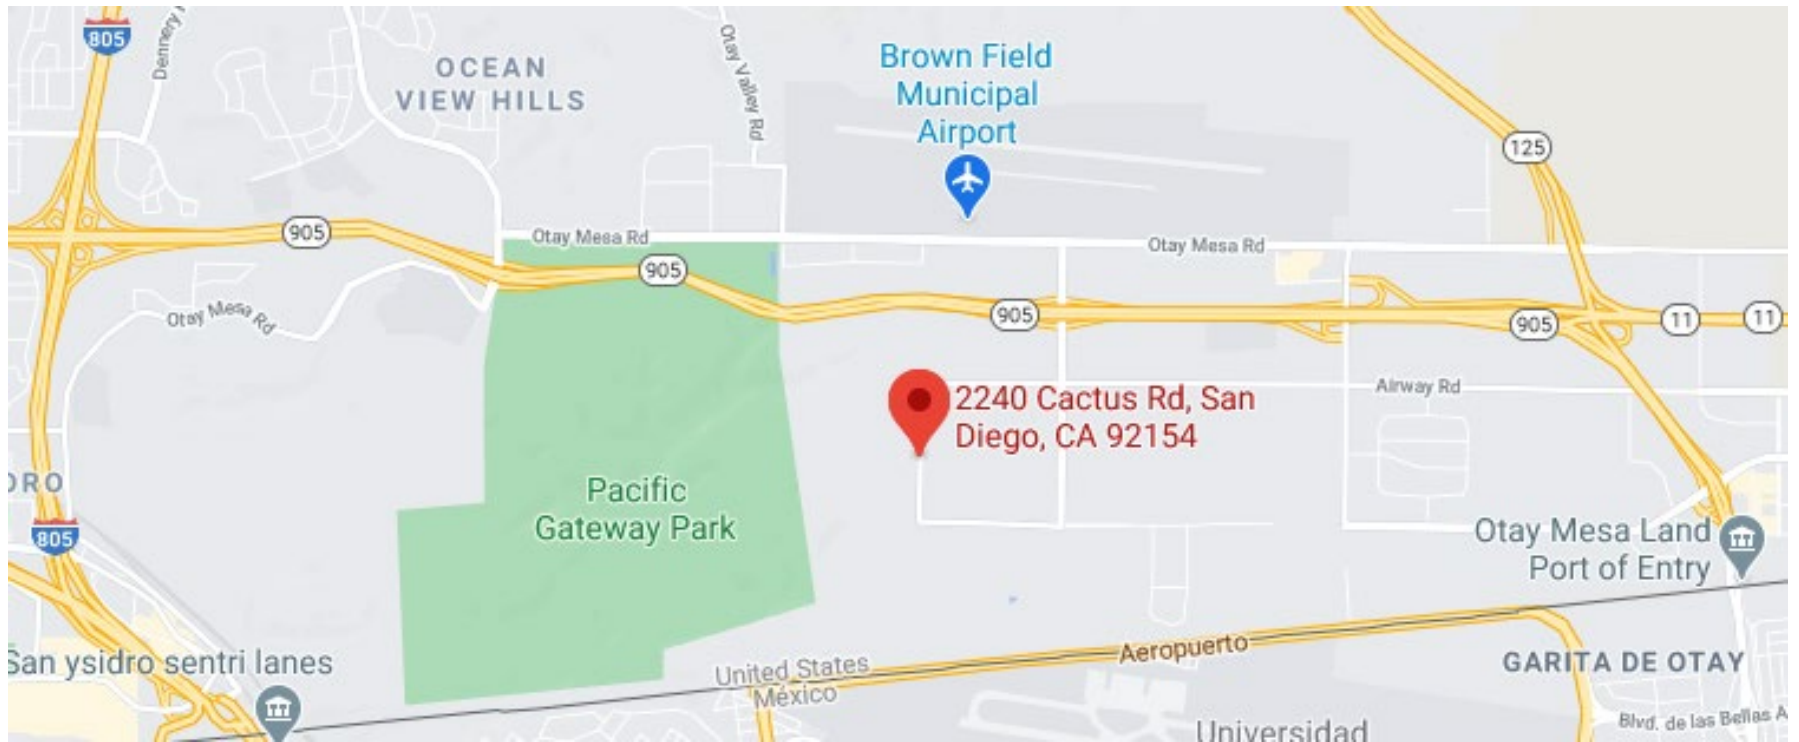 805
Dennery
OCEAN
VIEW HILLS
Otay Valley Rd
Brown Field
Municipal
Airport
125
905
Otay Mesa Rd
Otay Mesa Rd
905
905
905
11
11
Otay Mesa Rd
Airway Rd
2240 Cactus Rd, San
Diego, CA 92154
Pacific
Gateway Park
DRO
805
Otay Mesa Land
Port of Entry
San ysidro sentri lanes
United States
México
Aeropuerto
GARITA DE OTAY
Blvd. de las Bellas A
Universidad